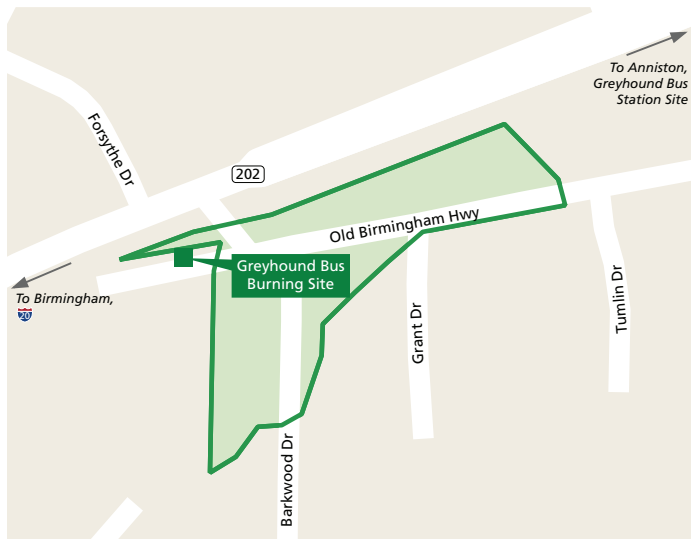 To Anniston,
Greyhound Bus
Station Site
Forsythe Dr
202
Old Birmingham Hwy
Greyhound Bus
Burning Site
To Birmingham,
20
Grant Dr
Tumlin Dr
Barkwood Dr